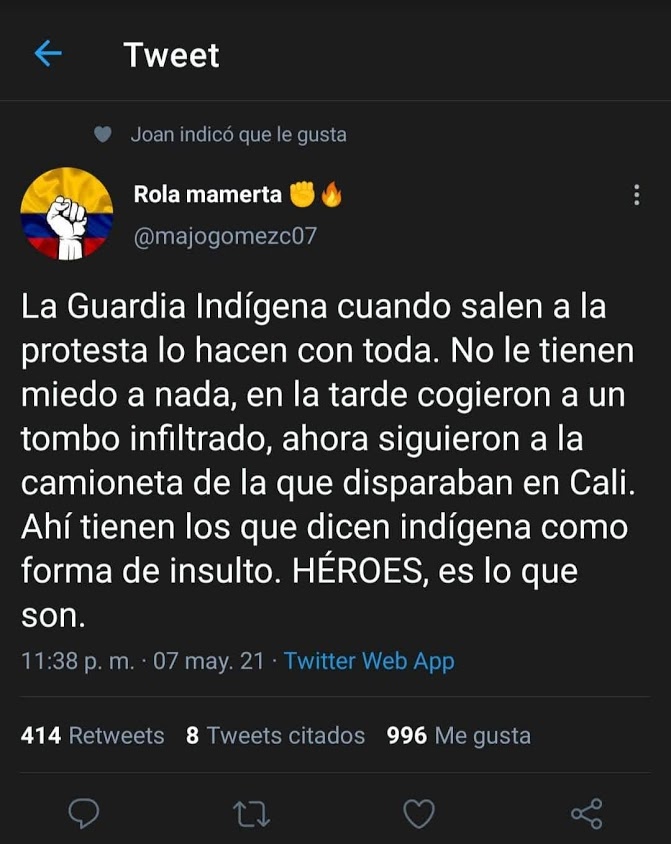 Tweet
Joan indicó que le gusta
Rola mamerta ✊🔥
@majogomezc07
La Guardia Indígena cuando salen a la
protesta lo hacen con toda. No le tienen
miedo a nada, en la tarde cogieron a un
tombo infiltrado, ahora siguieron a la
camioneta de la que disparaban en Cali.
Ahí tienen los que dicen indígena como
forma de insulto. HÉROES, es lo que
son.
11:38 p. m. · 07 may. 21 · Twitter Web App
414 Retweets 8 Tweets citados 996 Me gusta